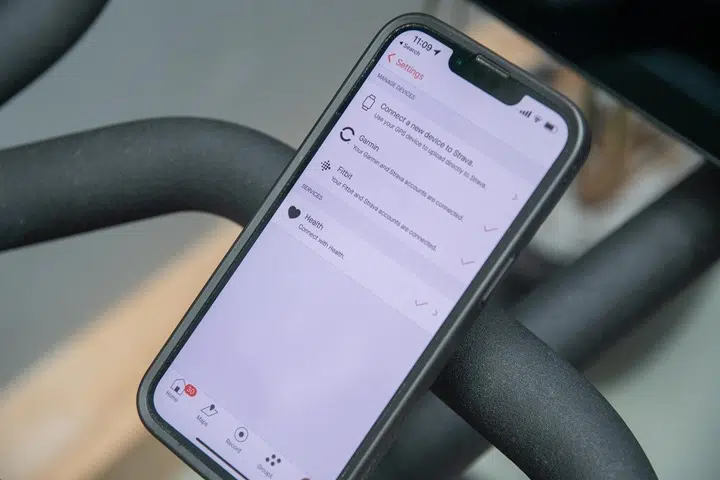 11:09
Search
Settings
MANAGE DEVICES
Connect a new device to Strava.
Use your GPS device to upload directly to Strava.
Garmin
Your Garmin and Strava accounts are connected.
Fitbit
Your Fitbit and Strava accounts are connected.
SERVICES
Health
Connect with Health.
Home
Maps
Record
Groups